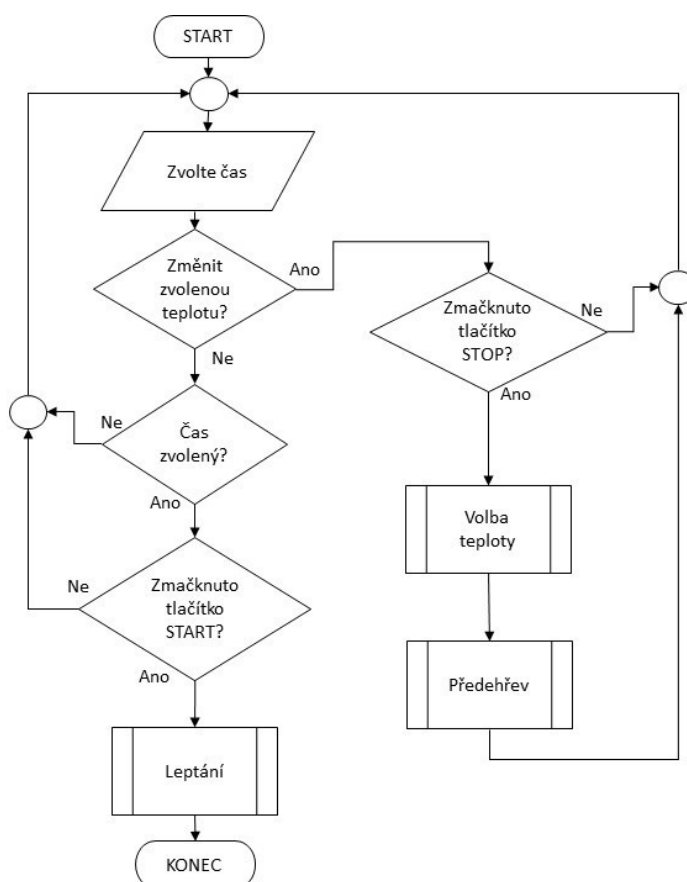 START
Zvolte čas
Změnit
zvolenou
teplotu?
Ano
Ne
Zmačknuto
tlačítko
STOP?
Ne
Ano
Čas
zvolený?
Ne
Ano
Volba
teploty
Zmačknuto
tlačítko
START?
Ne
Ano
Předehřev
Leptání
KONEC